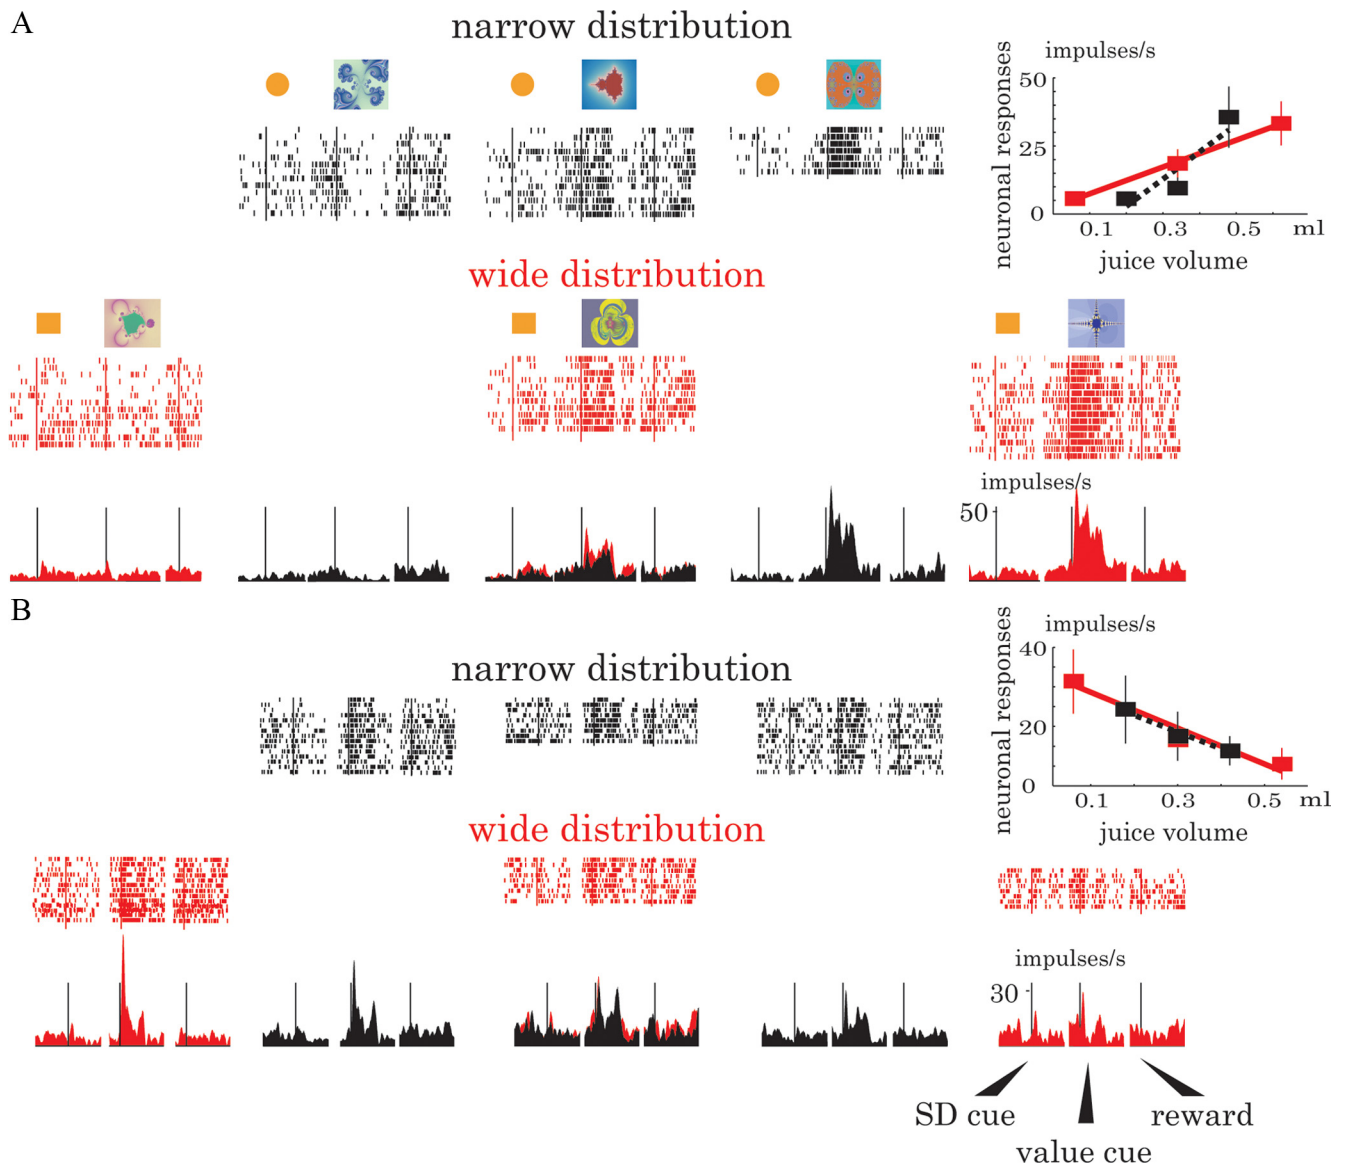 A
narrow distribution
impulses/s
50
25
0
neuronal responses
0.1 0.3 0.5 ml
juice volume
wide distribution
impulses/s
50
B
narrow distribution
impulses/s
40
20
0
neuronal responses
0.1 0.3 0.5 ml
juice volume
wide distribution
impulses/s
30
SD cue
reward
value cue